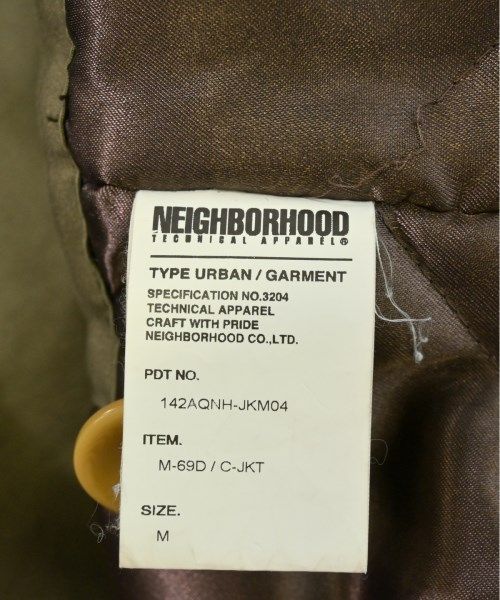 NEIGHBORHOOD
TECHNICAL APPAREL®
TYPE URBAN / GARMENT
SPECIFICATION NO.3204
TECHNICAL APPAREL
CRAFT WITH PRIDE
NEIGHBORHOOD CO.,LTD.
PDT NO.
142AQNH-JKM04
ITEM.
M-69D / C-JKT
SIZE.
M